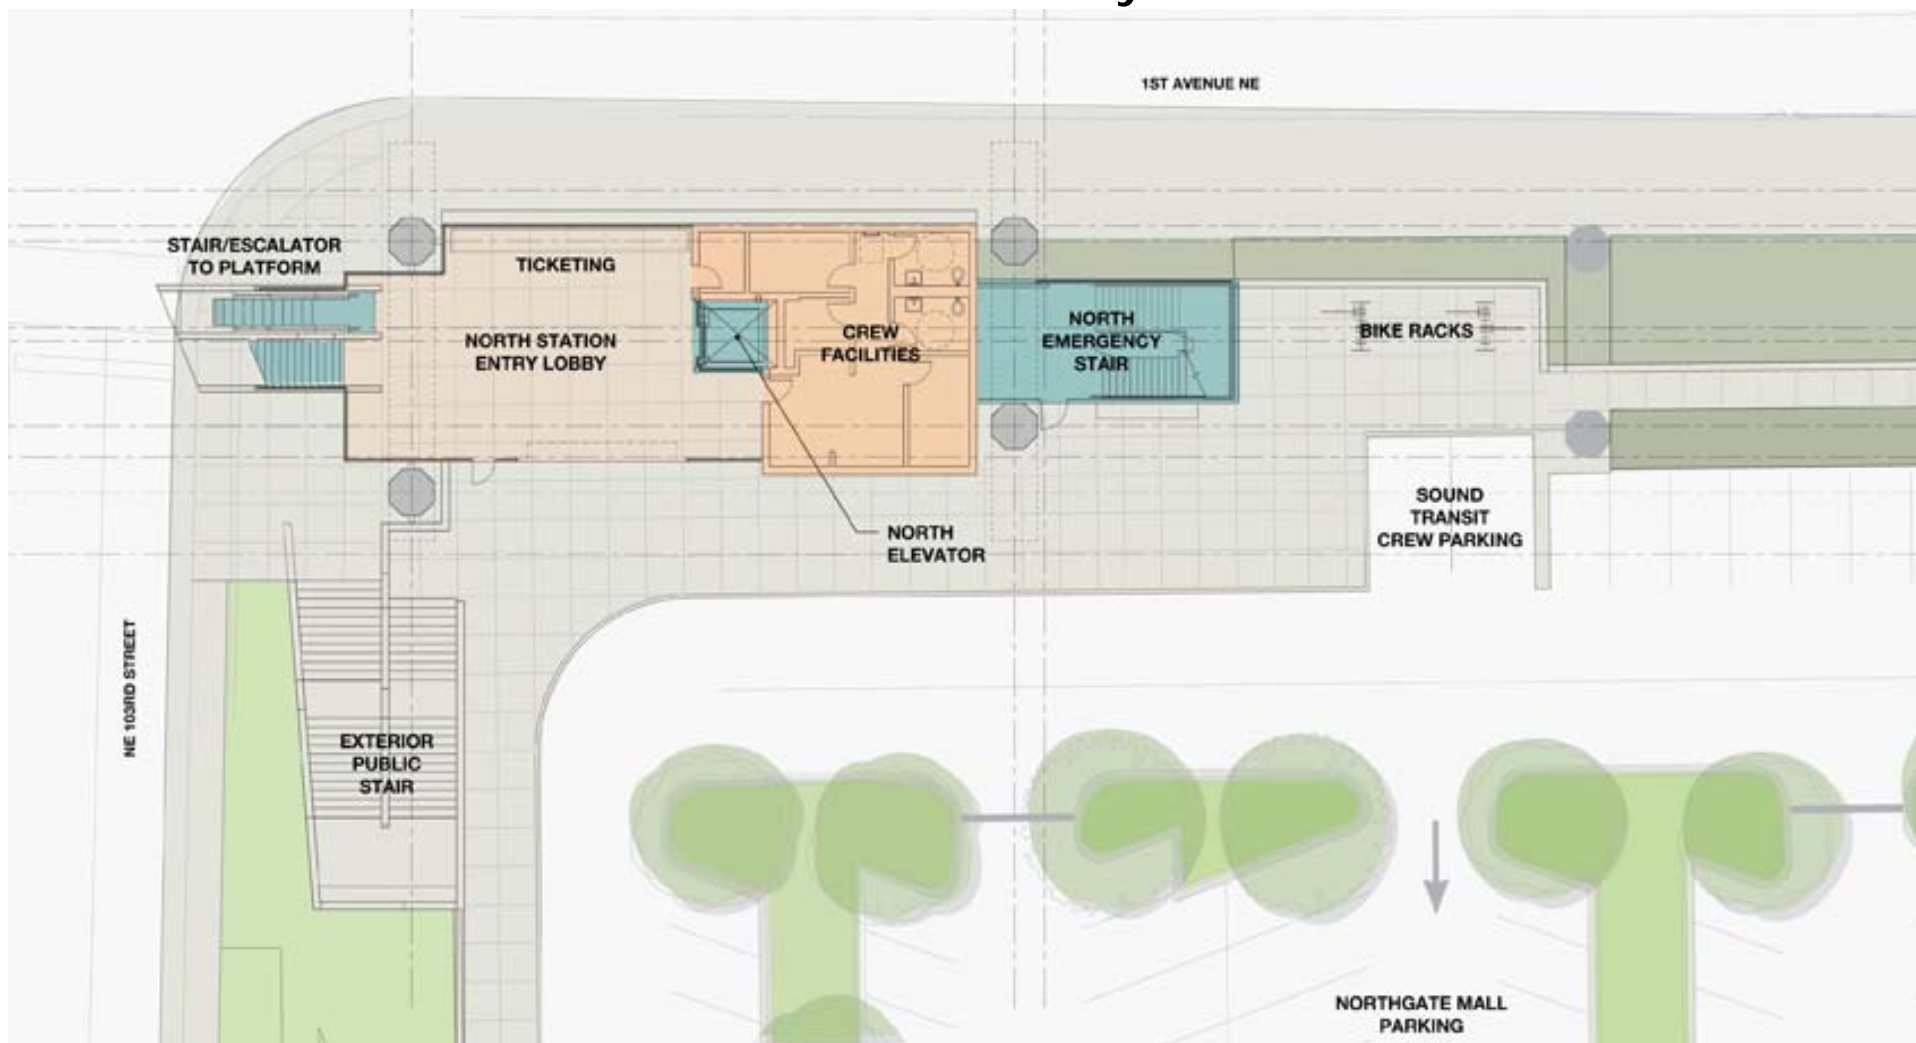 1ST AVENUE NE
STAIR/ESCALATOR
TO PLATFORM
TICKETING
NORTH STATION
ENTRY LOBBY
CREW
FACILITIES
NORTH
EMERGENCY
STAIR
BIKE RACKS
NORTH
ELEVATOR
SOUND
TRANSIT
CREW PARKING
NE 103RD STREET
EXTERIOR
PUBLIC
STAIR
NORTHGATE MALL
PARKING